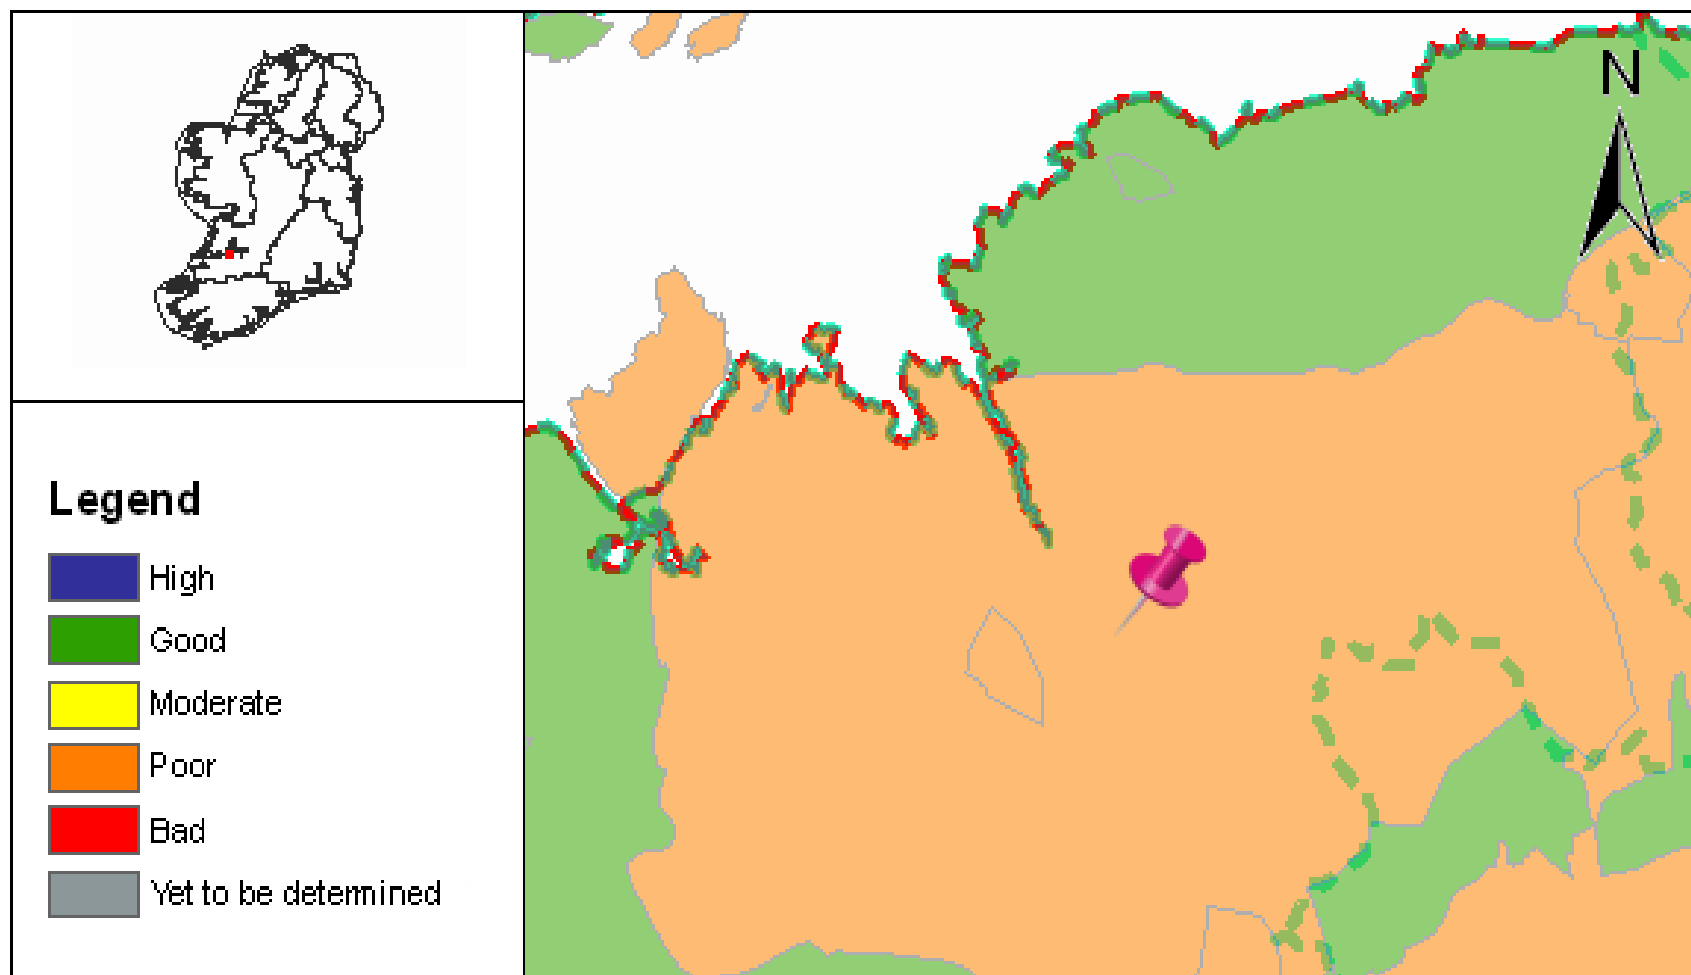 N
Legend
High
Good
Moderate
Poor
Bad
Yet to be determined